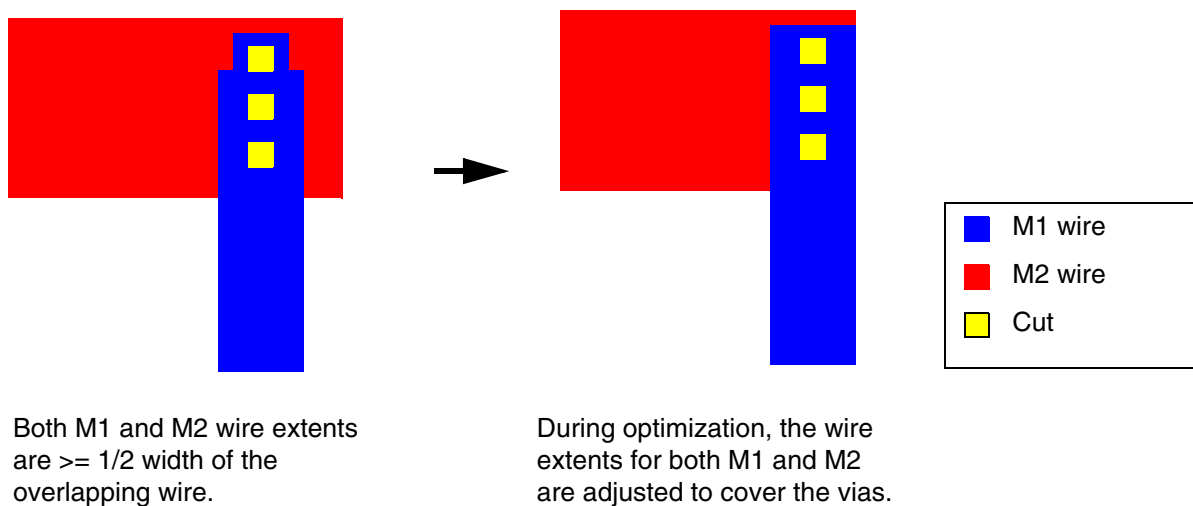 M1 wire
M2 wire
Cut
Both M1 and M2 wire extents
are >= 1/2 width of the
overlapping wire.
During optimization, the wire
extents for both M1 and M2
are adjusted to cover the vias.